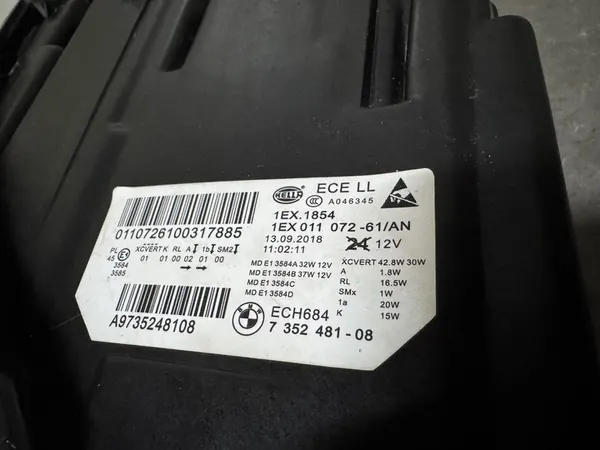 HELLA
ECE LL
A046345
1EX.1854
1EX 011 072-61/AN
0110726100317885
13.09.2018
24 12V
11:02:11
PL
45 E1
3584
3585
XCVERT K RL A 1b SM2
01 01 00 02 01 00
MD E1 3584A 32W 12V
MD E1 3584B 37W 12V
MD E1 3584C
MD E1 3584D
XCVERT 42.8W 30W
A 1.8W
RL 16.5W
SMx 1W
1a 20W
K 15W
A9735248108
BMW
ECH684
7 352 481-08